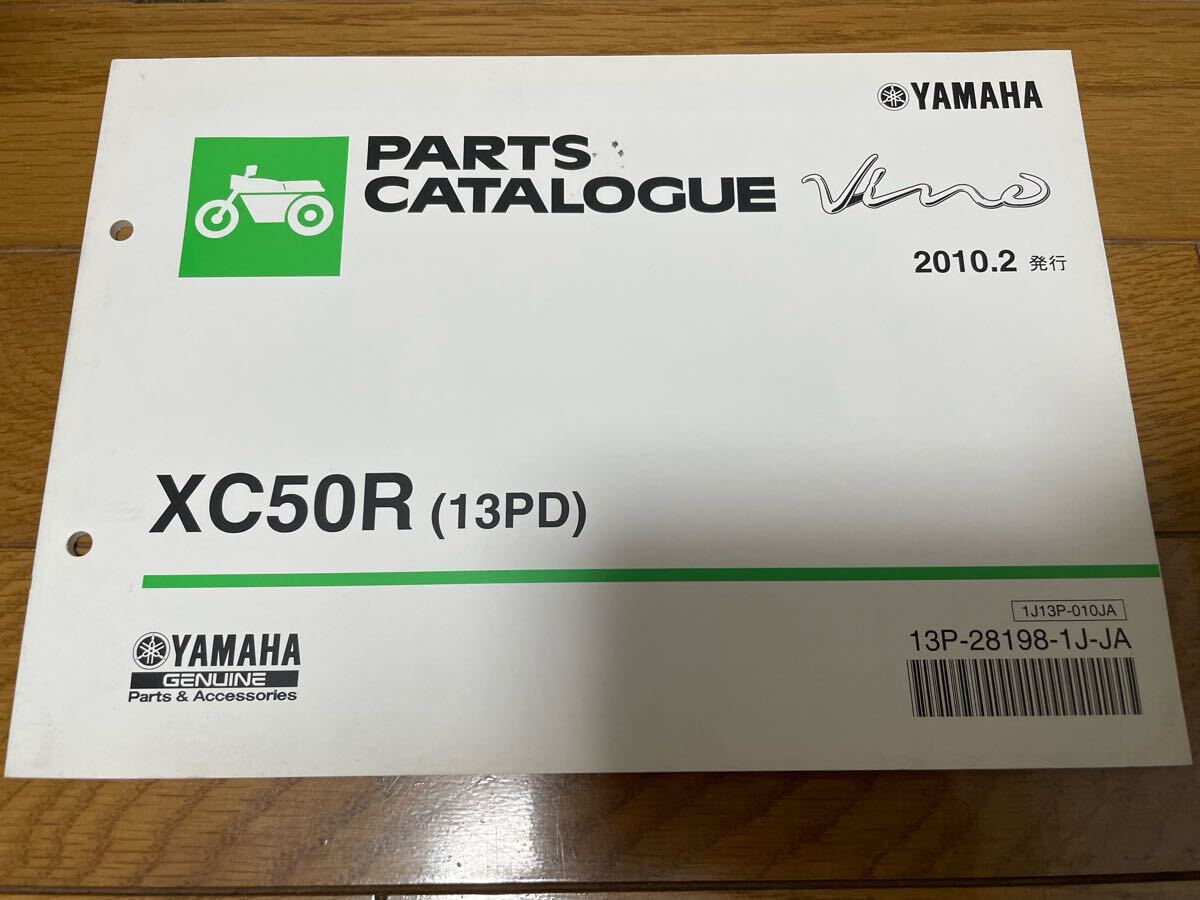 YAMAHA
PARTS
CATALOGUE
Vino
2010.2 発行
XC50R (13PD)
1J13P-010JA
13P-28198-1J-JA
YAMAHA
GENUINE
Parts & Accessories